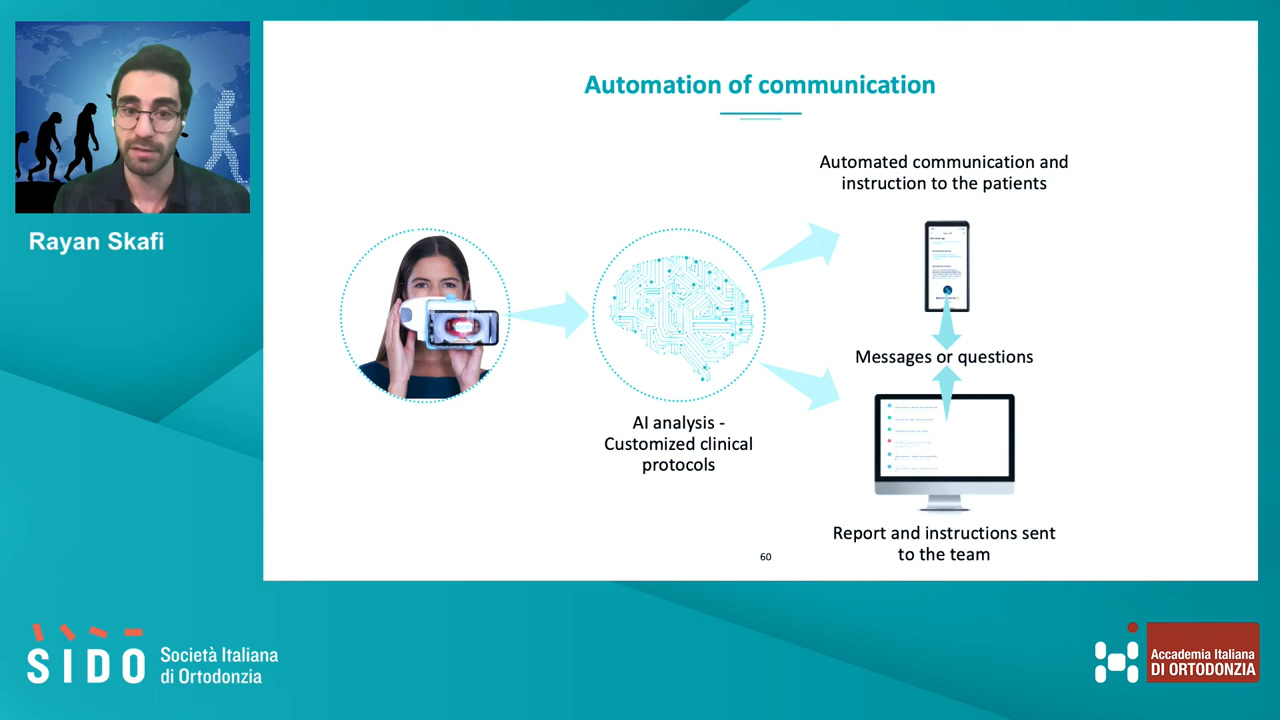 Automation of communication
Automated communication and
instruction to the patients
Rayan Skafi
Messages or questions
AI analysis -
Customized clinical
protocols
Report and instructions sent
to the team
60
SIDO
Società Italiana
di Ortodonzia
Accademia Italiana
DI ORTODONZIA